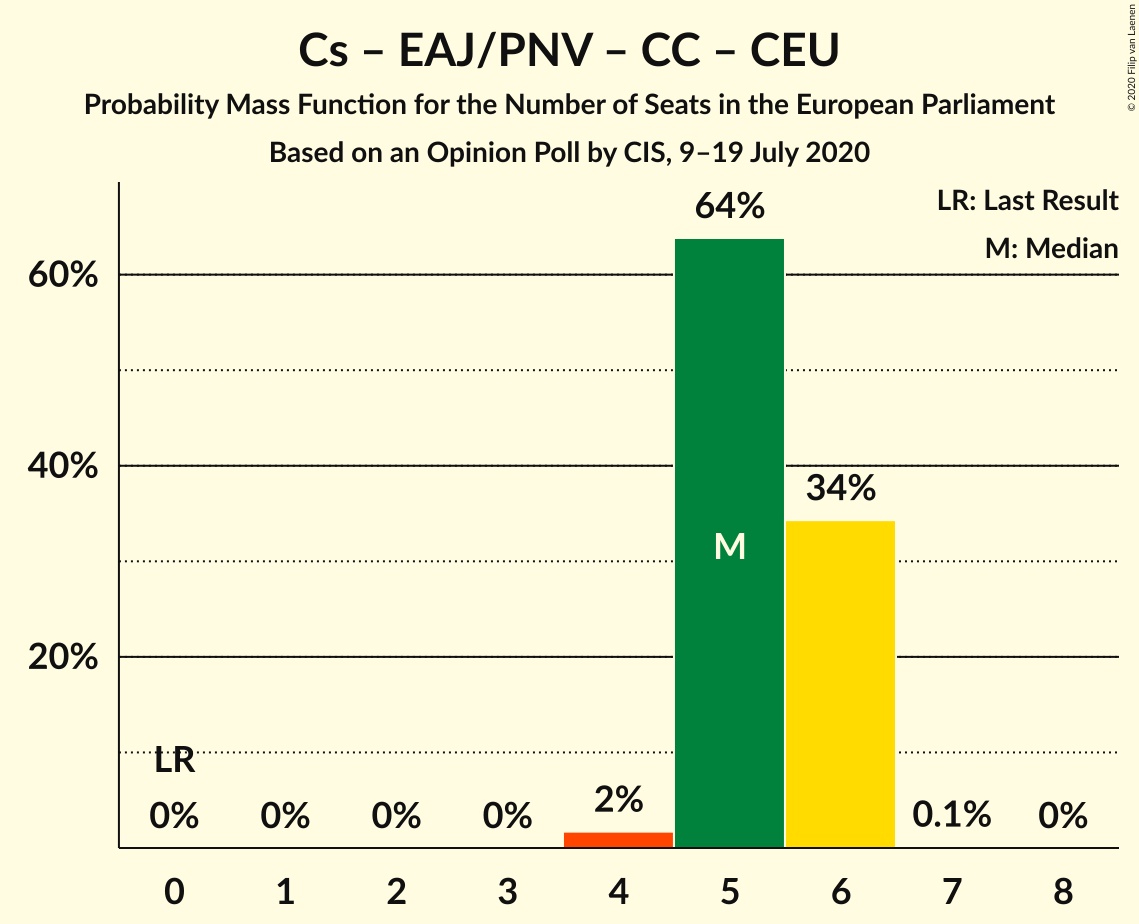 Cs – EAJ/PNV – CC – CEU
Probability Mass Function for the Number of Seats in the European Parliament
Based on an Opinion Poll by CIS, 9–19 July 2020
© 2020 Filip van Laenen
LR: Last Result
M: Median
64%
60%
40%
34%
M
20%
LR
0% 0% 0% 0% 2% 0.1% 0%
0 1 2 3 4 5 6 7 8